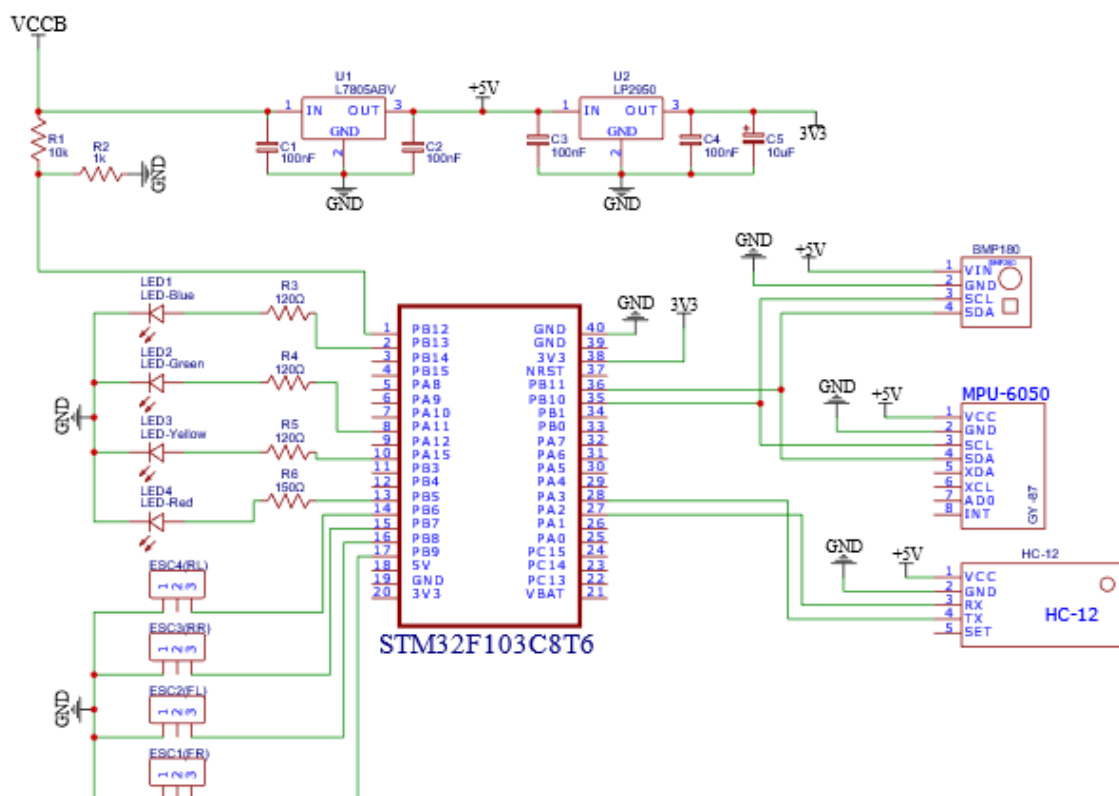 VCCB
R1
10k
R2
1k
GND
U1
L7805ABV
1 IN OUT 3
GND
2
C1
100nF
C2
100nF
GND
+5V
U2
LP2950
1 IN OUT 3
GND
2
C3
100nF
C4
100nF
C5
10uF
+
GND
3V3
LED1
LED-Blue
R3
120Ω
LED2
LED-Green
R4
120Ω
LED3
LED-Yellow
R5
120Ω
LED4
LED-Red
R6
150Ω
GND
1 PB12
2 PB13
3 PB14
4 PB15
5 PA8
6 PA9
7 PA10
8 PA11
9 PA12
10 PA15
11 PB3
12 PB4
13 PB5
14 PB6
15 PB7
16 PB8
17 PB9
18 5V
19 GND
20 3V3
GND 40
GND 39
3V3 38
NRST 37
PB11 36
PB10 35
PB1 34
PB0 33
PA7 32
PA6 31
PA5 30
PA4 29
PA3 28
PA2 27
PA1 26
PA0 25
PC15 24
PC14 23
PC13 22
VBAT 21
STM32F103C8T6
GND
3V3
GND
+5V
BMP180
1 VIN
2 GND
3 SCL
4 SDA
GND
+5V
MPU-6050
1 VCC
2 GND
3 SCL
4 SDA
5 XDA
6 XCL
7 AD0
8 INT
GY-87
GND
+5V
HC-12
1 VCC
2 GND
3 RX
4 TX
5 SET
HC-12
ESC4(RL)
1 2 3
ESC3(RR)
1 2 3
GND
ESC2(FL)
1 2 3
ESC1(FR)
1 2 3